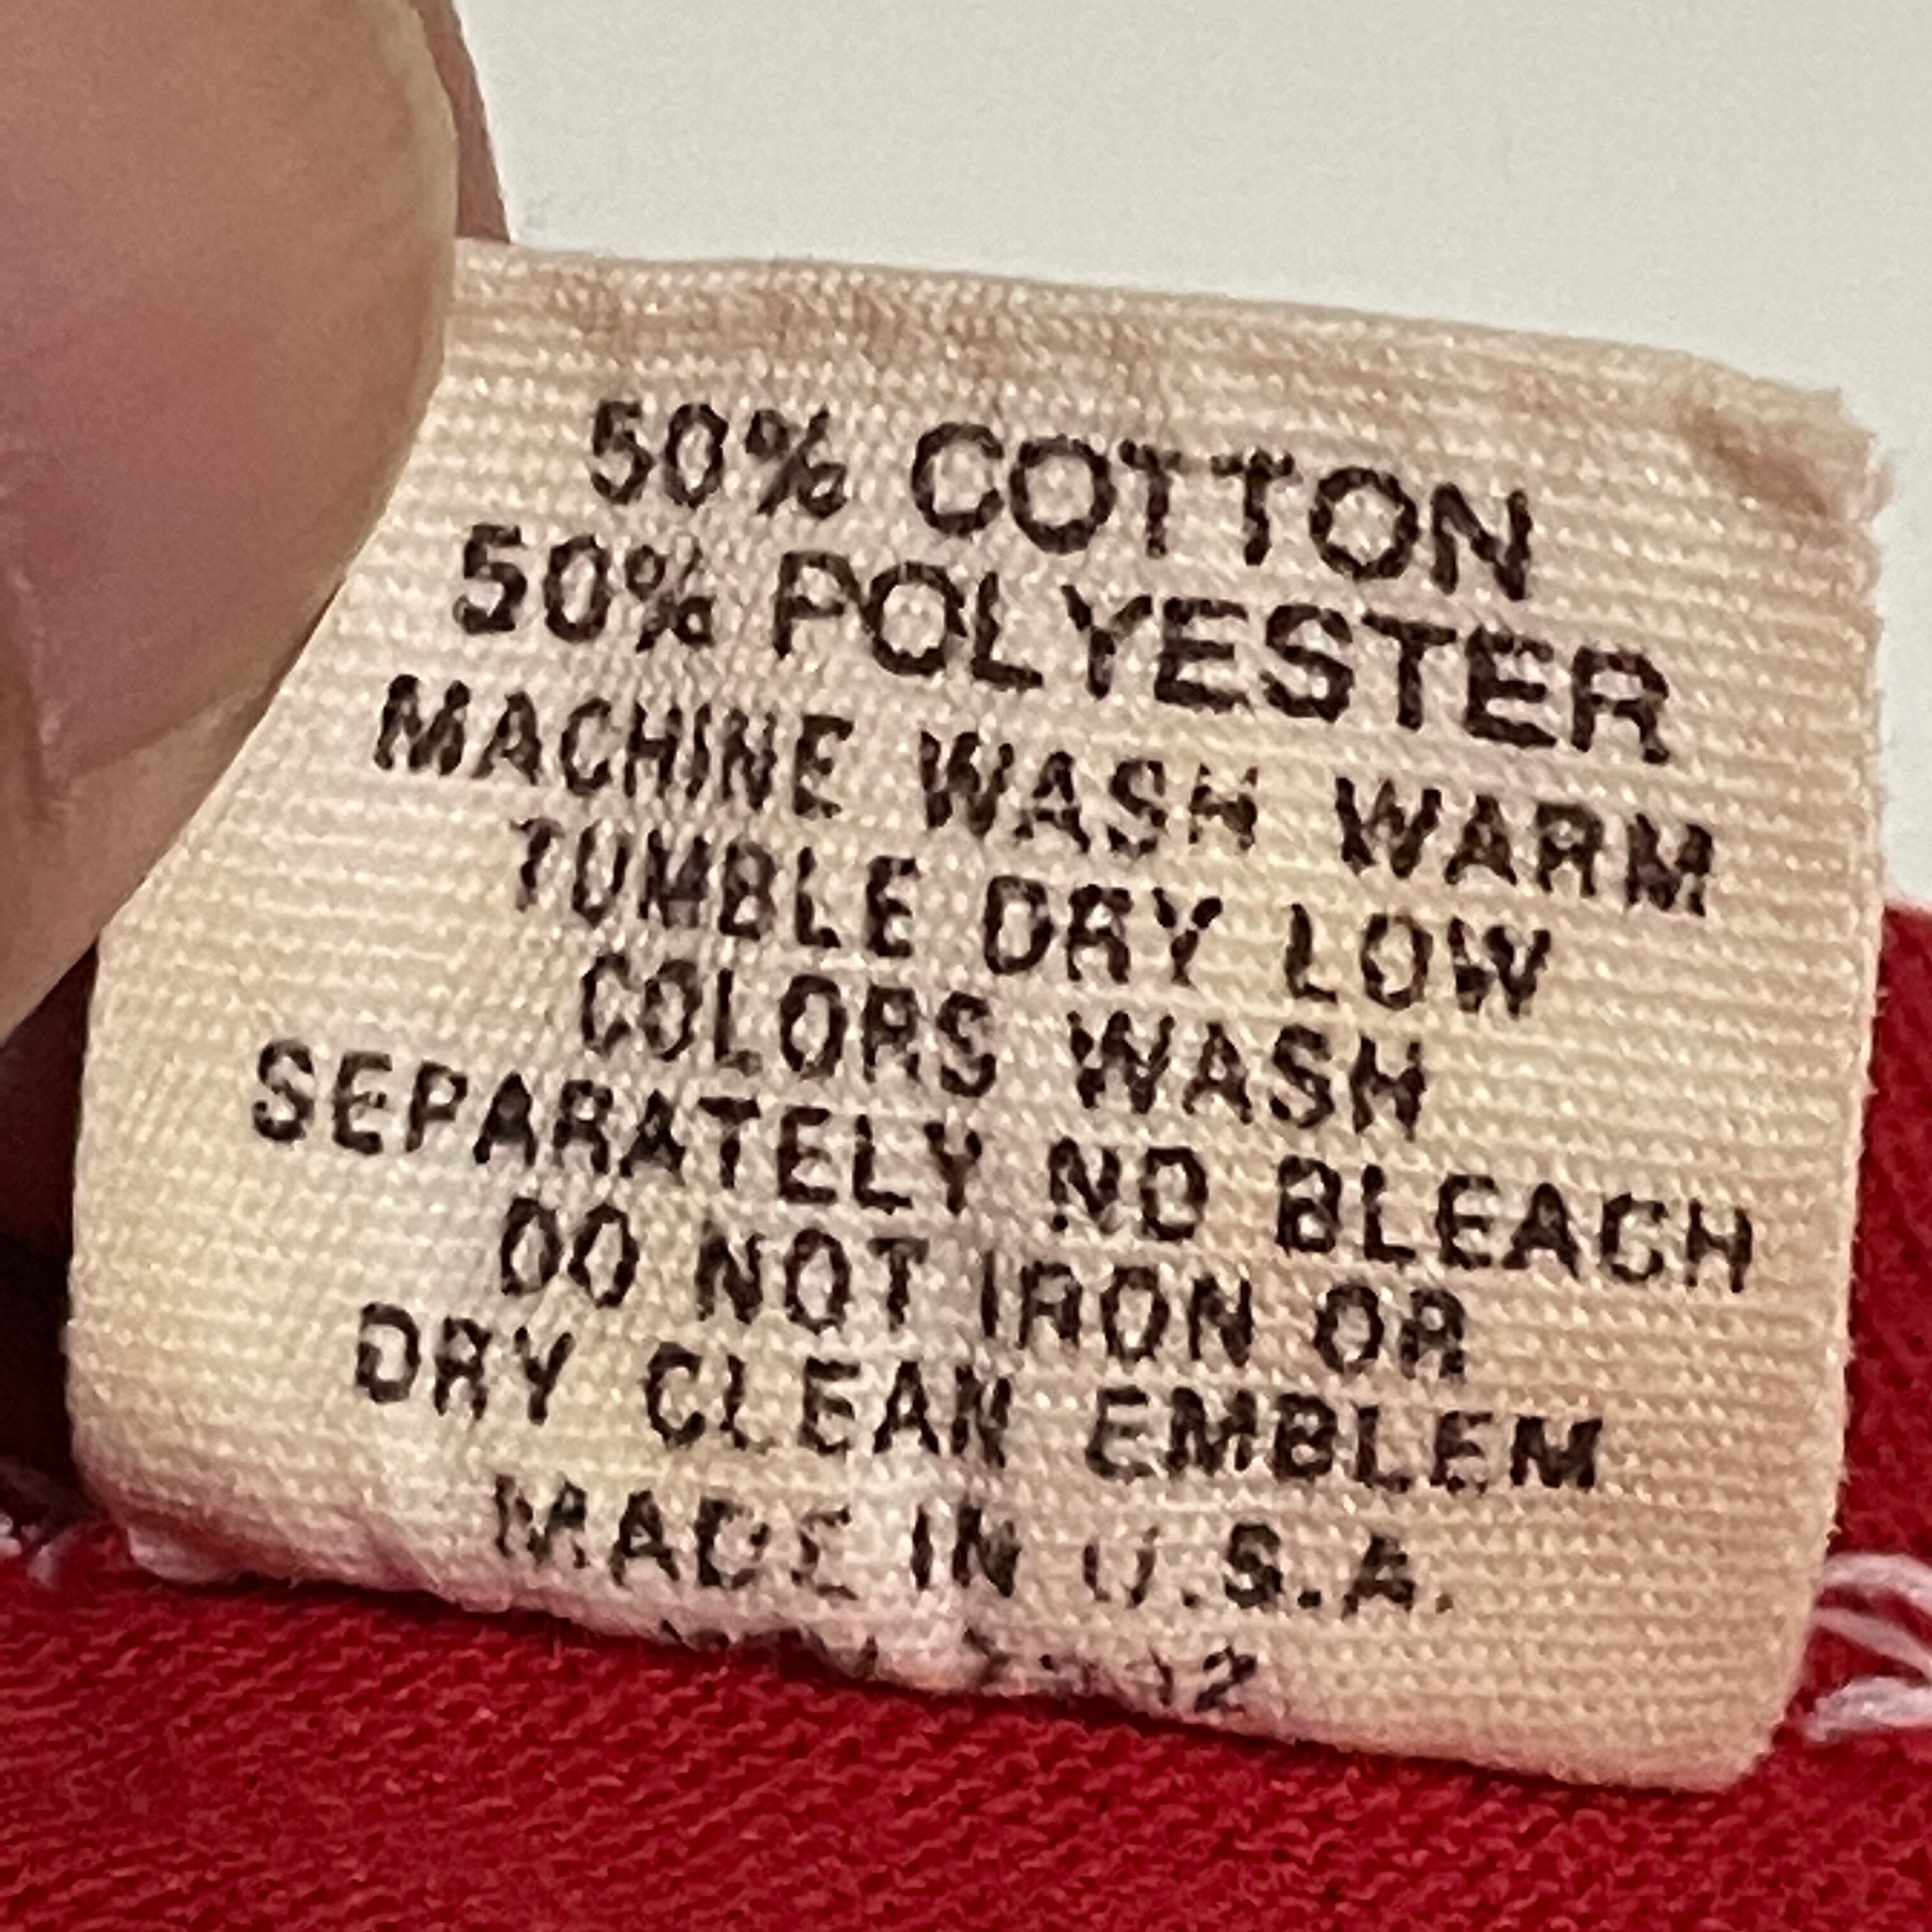 50% COTTON
50% POLYESTER
MACHINE WASH WARM
TUMBLE DRY LOW
COLORS WASH
SEPARATELY NO BLEACH
DO NOT IRON OR
DRY CLEAN EMBLEM
MADE IN U.S.A.